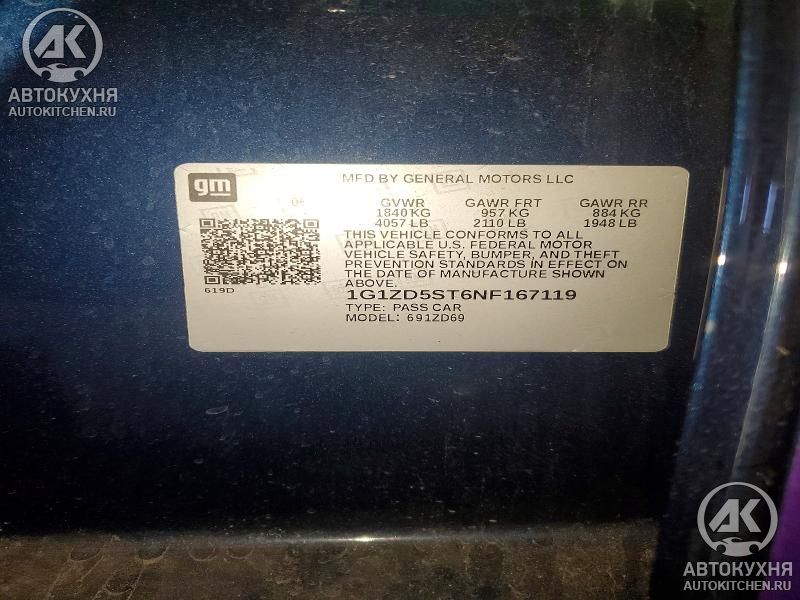 AK
АВТОКУХНЯ
AUTOKITCHEN.RU
gm
MFD BY GENERAL MOTORS LLC
GVWR GAWR FRT GAWR RR
1840 KG 957 KG 884 KG
4057 LB 2110 LB 1948 LB
THIS VEHICLE CONFORMS TO ALL
APPLICABLE U.S. FEDERAL MOTOR
VEHICLE SAFETY, BUMPER, AND THEFT
PREVENTION STANDARDS IN EFFECT ON
THE DATE OF MANUFACTURE SHOWN
ABOVE.
619D
1G1ZD5ST6NF167119
TYPE: PASS CAR
MODEL: 691ZD69
AK
АВТОКУХНЯ
AUTOKITCHEN.RU